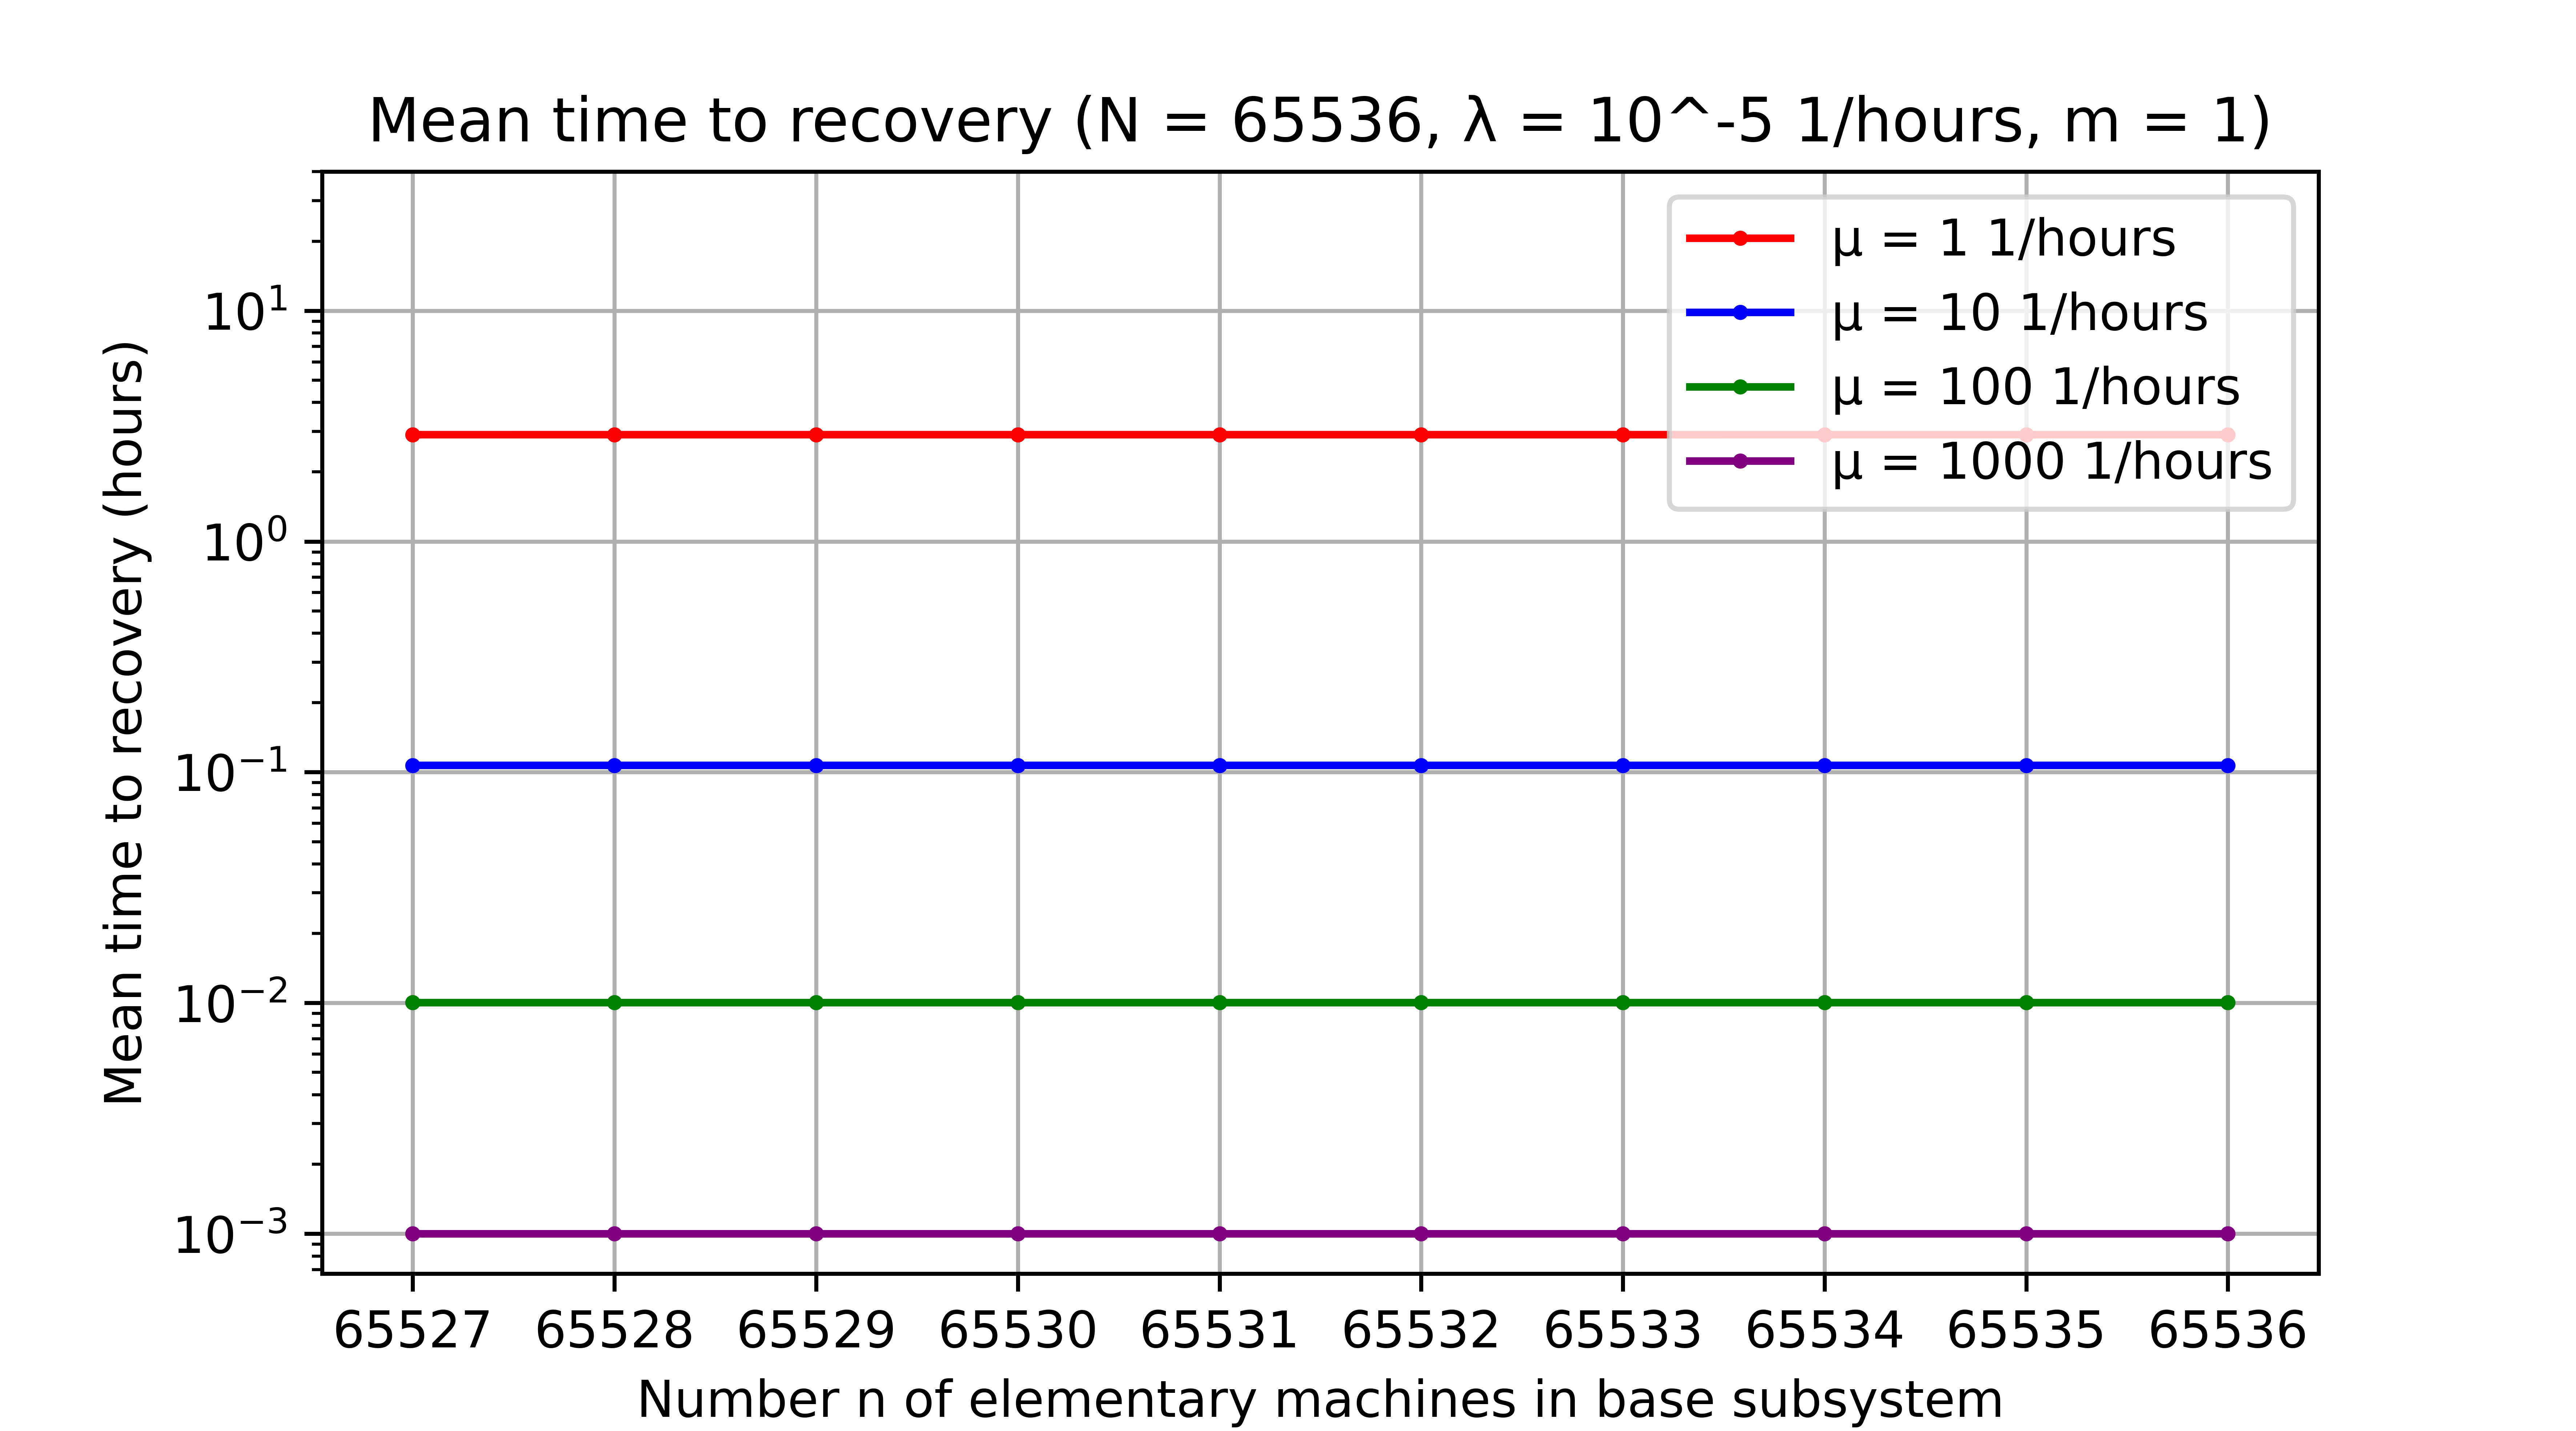 Mean time to recovery (N = 65536, λ = 10^-5 1/hours, m = 1)
μ = 1 1/hours
μ = 10 1/hours
μ = 100 1/hours
μ = 1000 1/hours
Mean time to recovery (hours)
10¹
10⁰
10⁻¹
10⁻²
10⁻³
65527 65528 65529 65530 65531 65532 65533 65534 65535 65536
Number n of elementary machines in base subsystem